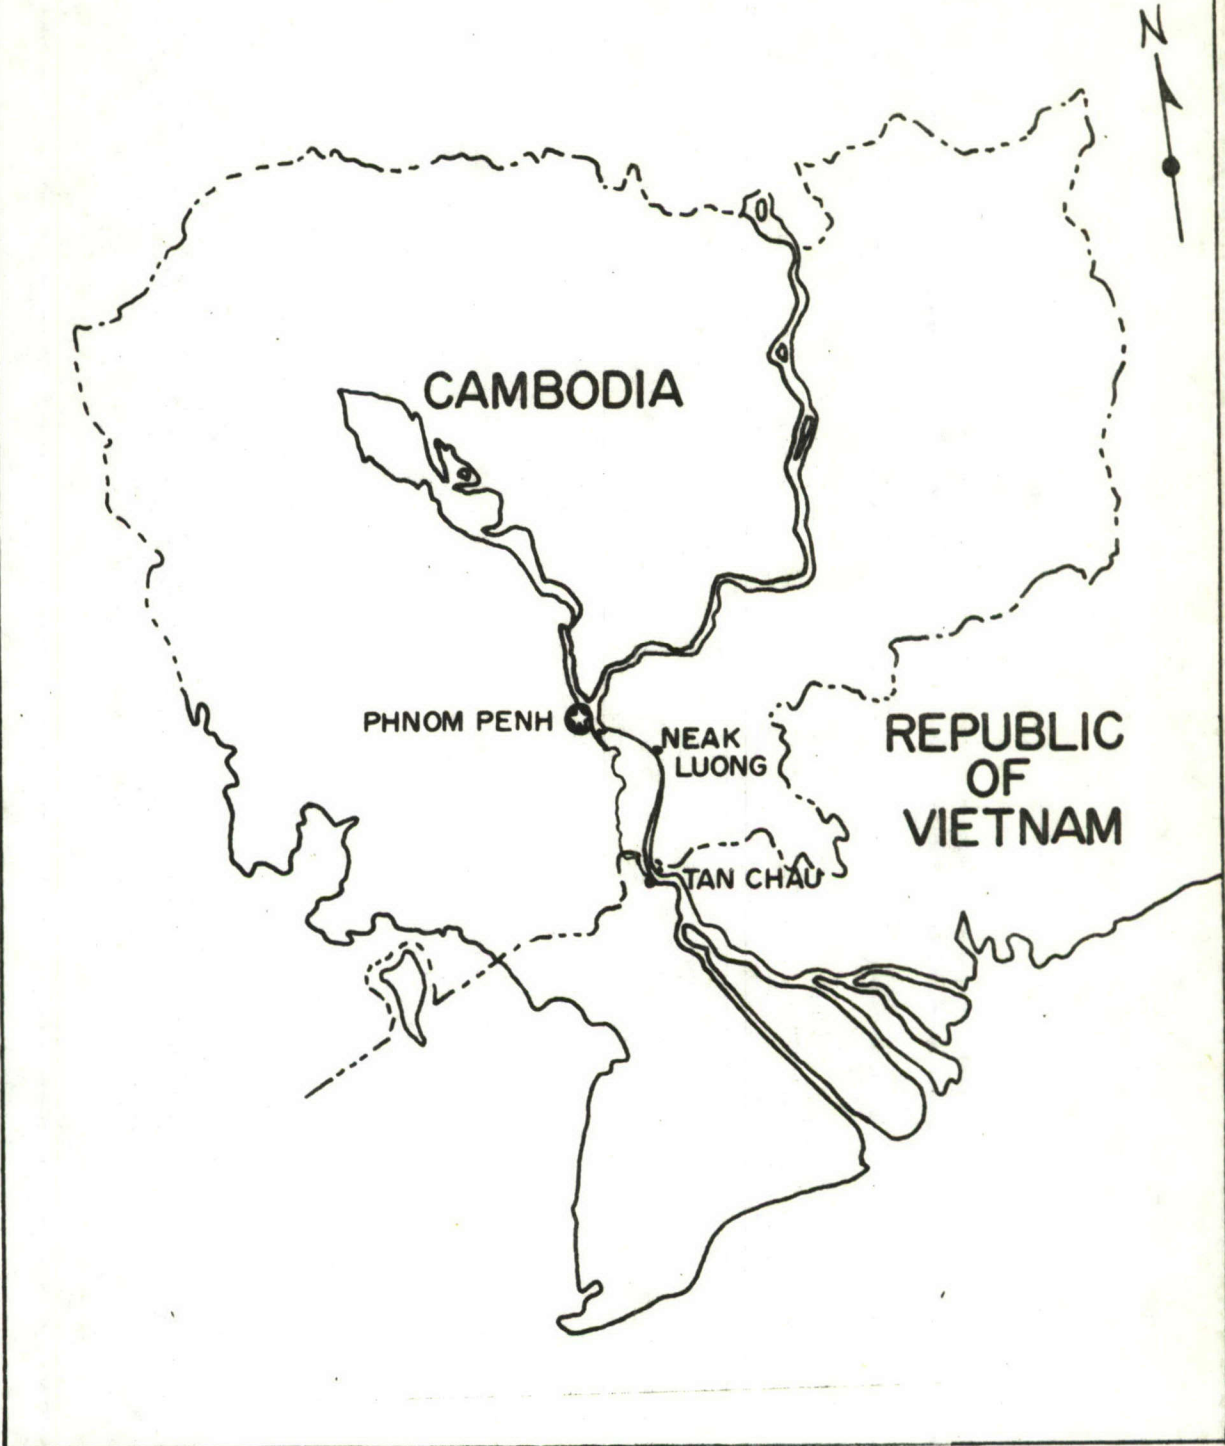 N
CAMBODIA
PHNOM PENH
NEAK
LUONG
REPUBLIC
OF
VIETNAM
TAN CHAU